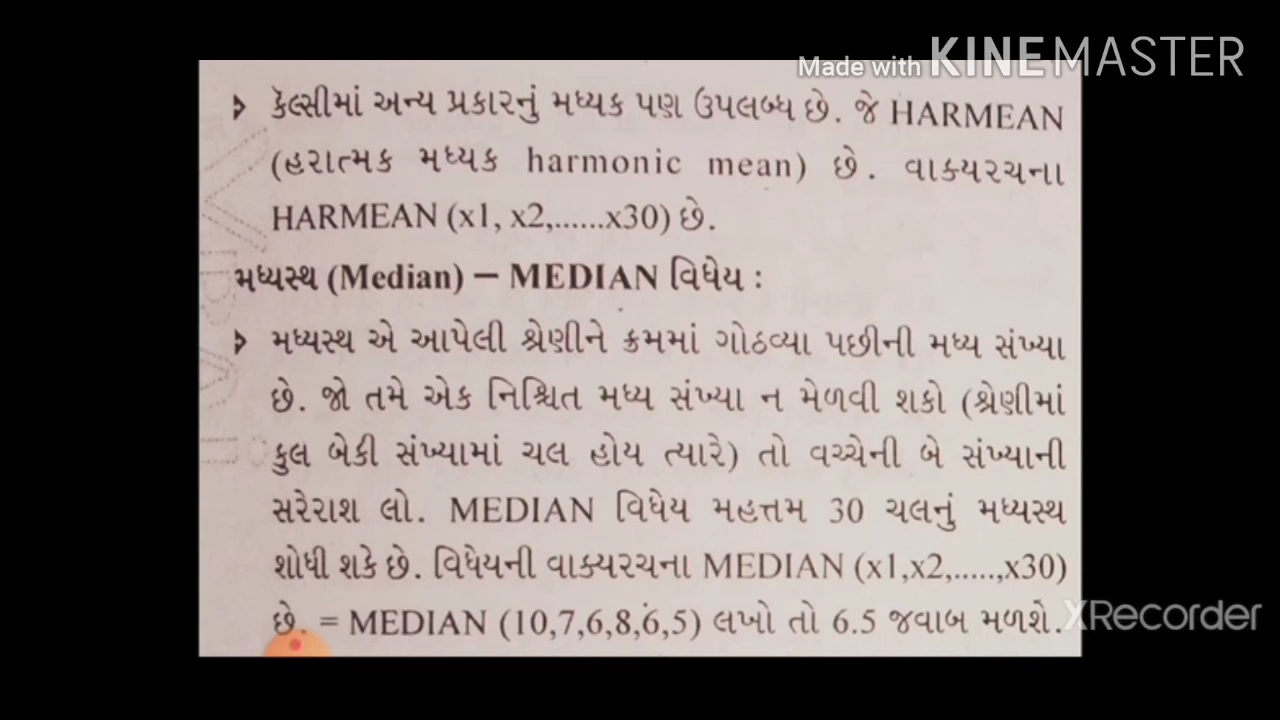 Made with KINEMASTER
કૅલ્સીમાં અન્ય પ્રકારનું મધ્યક પણ ઉપલબ્ધ છે. જે HARMEAN
(હરાત્મક મધ્યક harmonic mean) છે. વાક્યરચના
HARMEAN (x1, x2,......x30) છે.
મધ્યસ્થ (Median) – MEDIAN વિધેય :
મધ્યસ્થ એ આપેલી શ્રેણીને ક્રમમાં ગોઠવ્યા પછીની મધ્ય સંખ્યા
છે. જો તમે એક નિશ્ચિત મધ્ય સંખ્યા ન મેળવી શકો (શ્રેણીમાં
કુલ બેકી સંખ્યામાં ચલ હોય ત્યારે) તો વચ્ચેની બે સંખ્યાની
સરેરાશ લો. MEDIAN વિધેય મહત્તમ 30 ચલનું મધ્યસ્થ
શોધી શકે છે. વિધેયની વાક્યરચના MEDIAN (x1,x2,.....,x30)
છે. = MEDIAN (10,7,6,8,6,5) લખો તો 6.5 જવાબ મળશે.
XRecorder